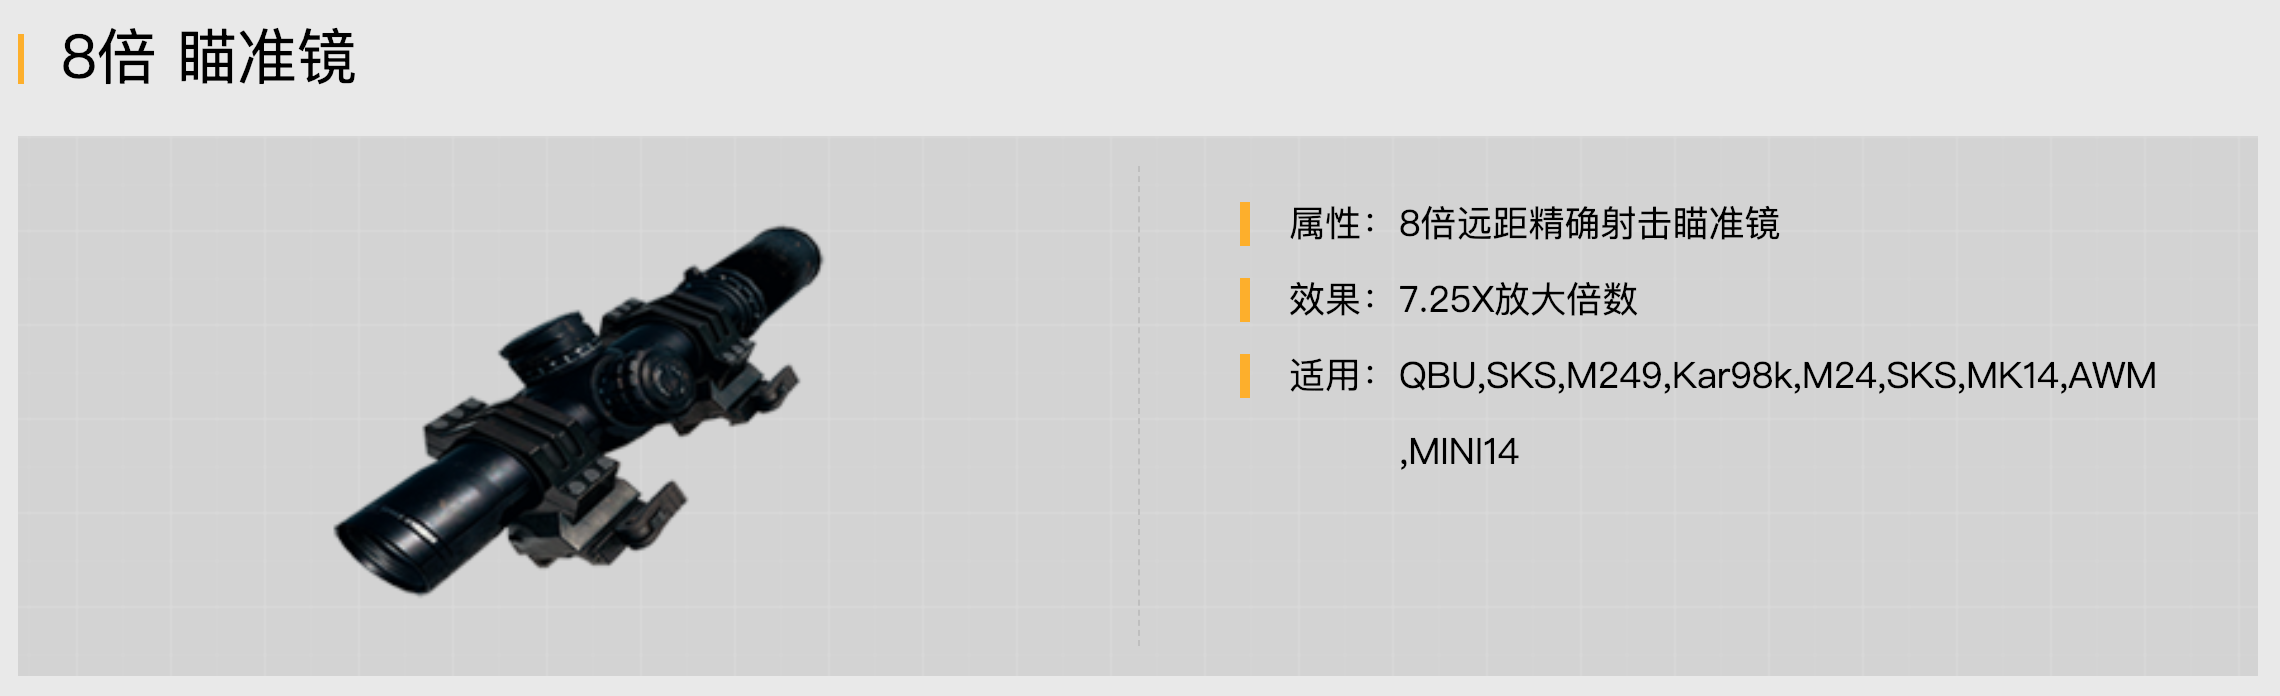 8倍 瞄准镜
属性：8倍远距精确射击瞄准镜
效果：7.25X放大倍数
适用：QBU,SKS,M249,Kar98k,M24,SKS,MK14,AWM
,MINI14